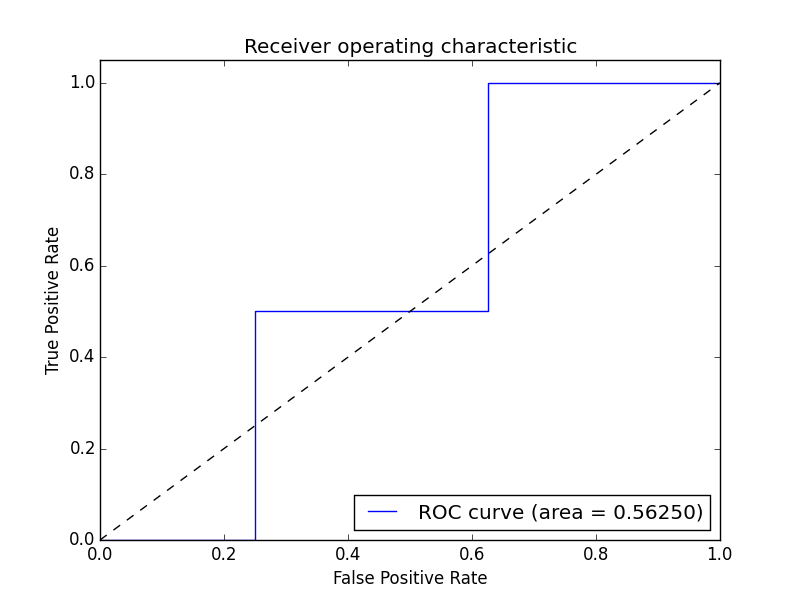 Receiver operating characteristic
1.0
0.8
0.6
0.4
0.2
0.0
True Positive Rate
ROC curve (area = 0.56250)
0.0 0.2 0.4 0.6 0.8 1.0
False Positive Rate